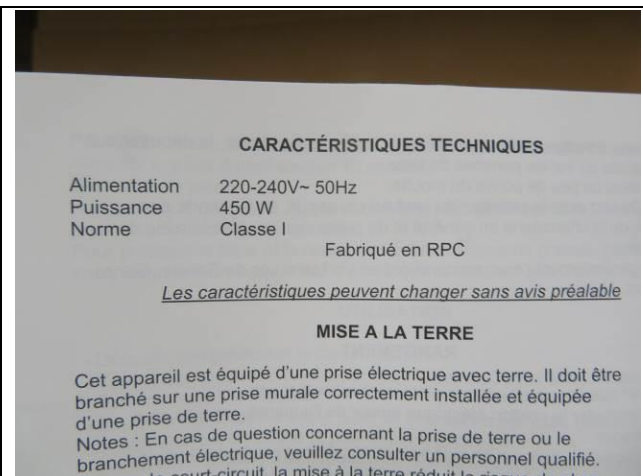 CARACTÉRISTIQUES TECHNIQUES
Alimentation 220-240V~ 50Hz
Puissance 450 W
Norme Classe I
Fabriqué en RPC
Les caractéristiques peuvent changer sans avis préalable
MISE A LA TERRE
Cet appareil est équipé d'une prise électrique avec terre. Il doit être
branché sur une prise murale correctement installée et équipée
d'une prise de terre.
Notes : En cas de question concernant la prise de terre ou le
branchement électrique, veuillez consulter un personnel qualifié.
court-circuit, la mise à la terre réduit le